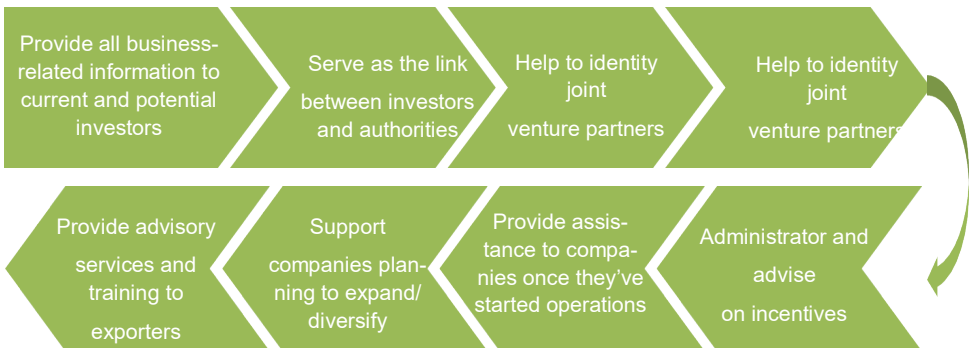 Provide all business-
related information to
current and potential
investors
Serve as the link
between investors
and authorities
Help to identity
joint
venture partners
Help to identity
joint
venture partners
Administrator and
advise
on incentives
Provide assis-
tance to compa-
nies once they've
started operations
Support
companies plan-
ning to expand/
diversify
Provide advisory
services and
training to
exporters